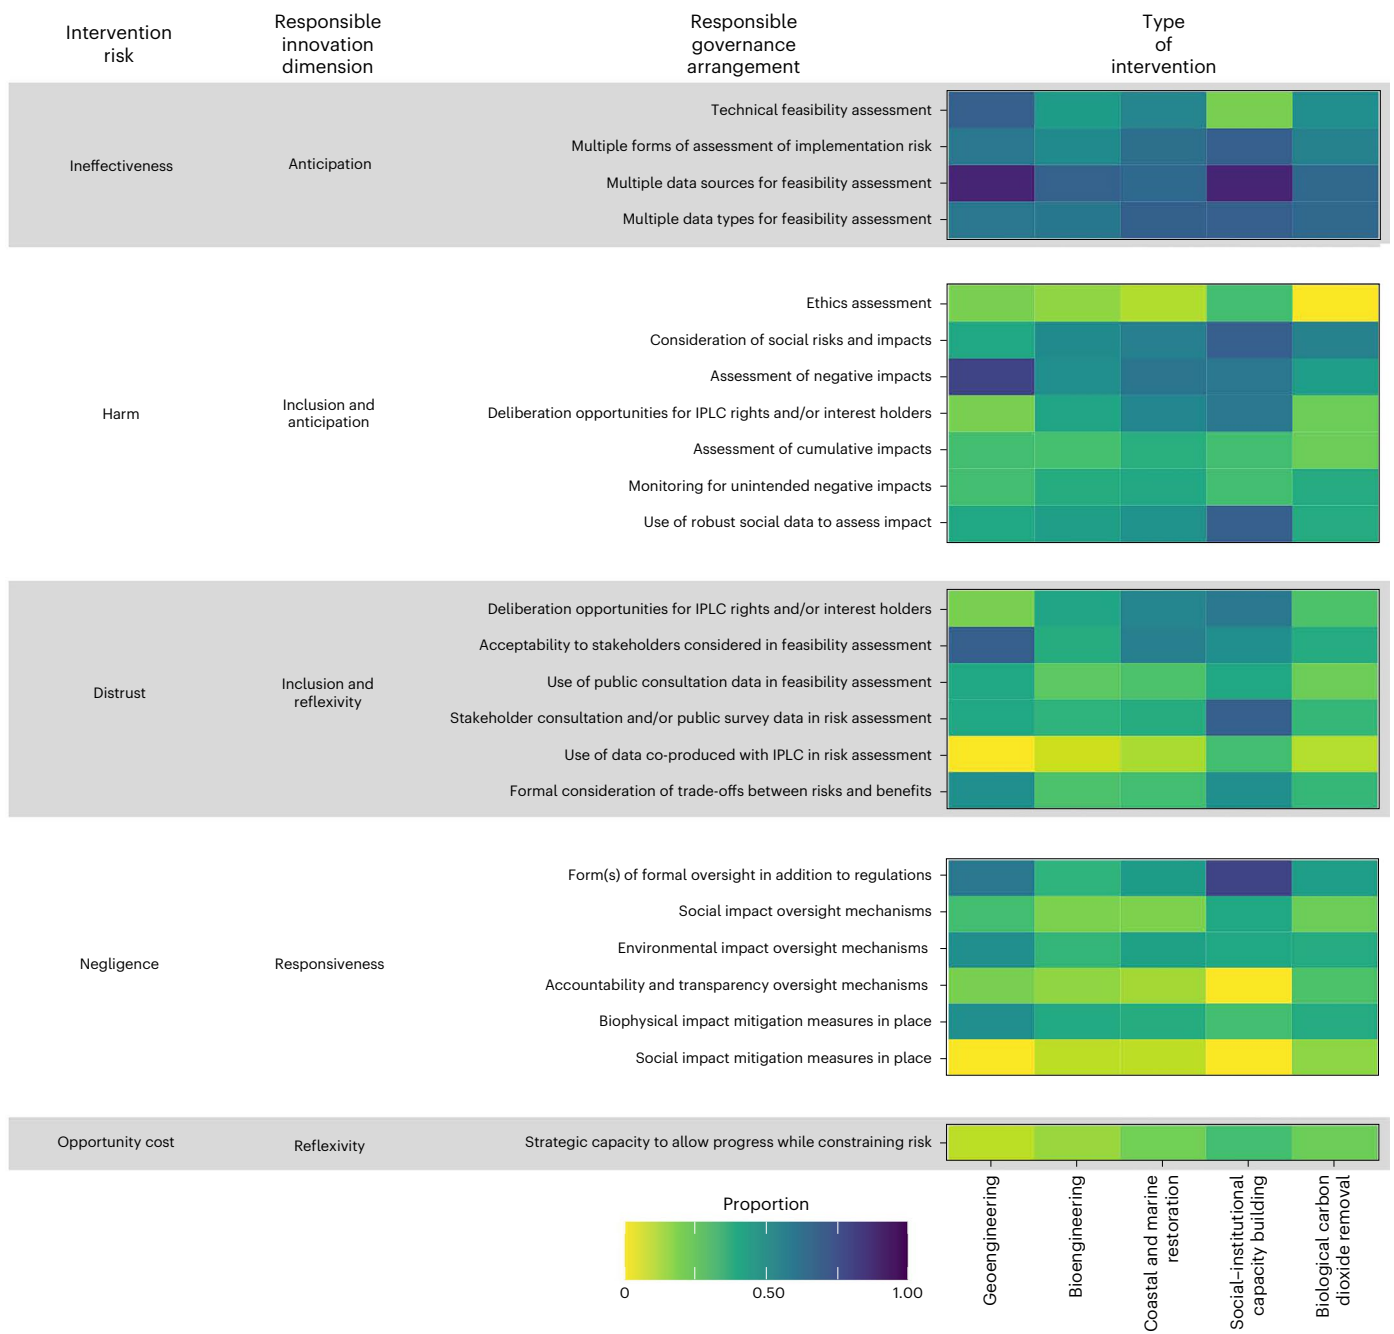 Intervention
risk
Responsible
innovation
dimension
Responsible
governance
arrangement
Type
of
intervention
Ineffectiveness
Anticipation
Technical feasibility assessment
Multiple forms of assessment of implementation risk
Multiple data sources for feasibility assessment
Multiple data types for feasibility assessment
Harm
Inclusion and
anticipation
Ethics assessment
Consideration of social risks and impacts
Assessment of negative impacts
Deliberation opportunities for IPLC rights and/or interest holders
Assessment of cumulative impacts
Monitoring for unintended negative impacts
Use of robust social data to assess impact
Distrust
Inclusion and
reflexivity
Deliberation opportunities for IPLC rights and/or interest holders
Acceptability to stakeholders considered in feasibility assessment
Use of public consultation data in feasibility assessment
Stakeholder consultation and/or public survey data in risk assessment
Use of data co-produced with IPLC in risk assessment
Formal consideration of trade-offs between risks and benefits
Negligence
Responsiveness
Form(s) of formal oversight in addition to regulations
Social impact oversight mechanisms
Environmental impact oversight mechanisms
Accountability and transparency oversight mechanisms
Biophysical impact mitigation measures in place
Social impact mitigation measures in place
Opportunity cost
Reflexivity
Strategic capacity to allow progress while constraining risk
Proportion
0
0.50
1.00
Geoengineering
Bioengineering
Coastal and marine
restoration
Social–institutional
capacity building
Biological carbon
dioxide removal